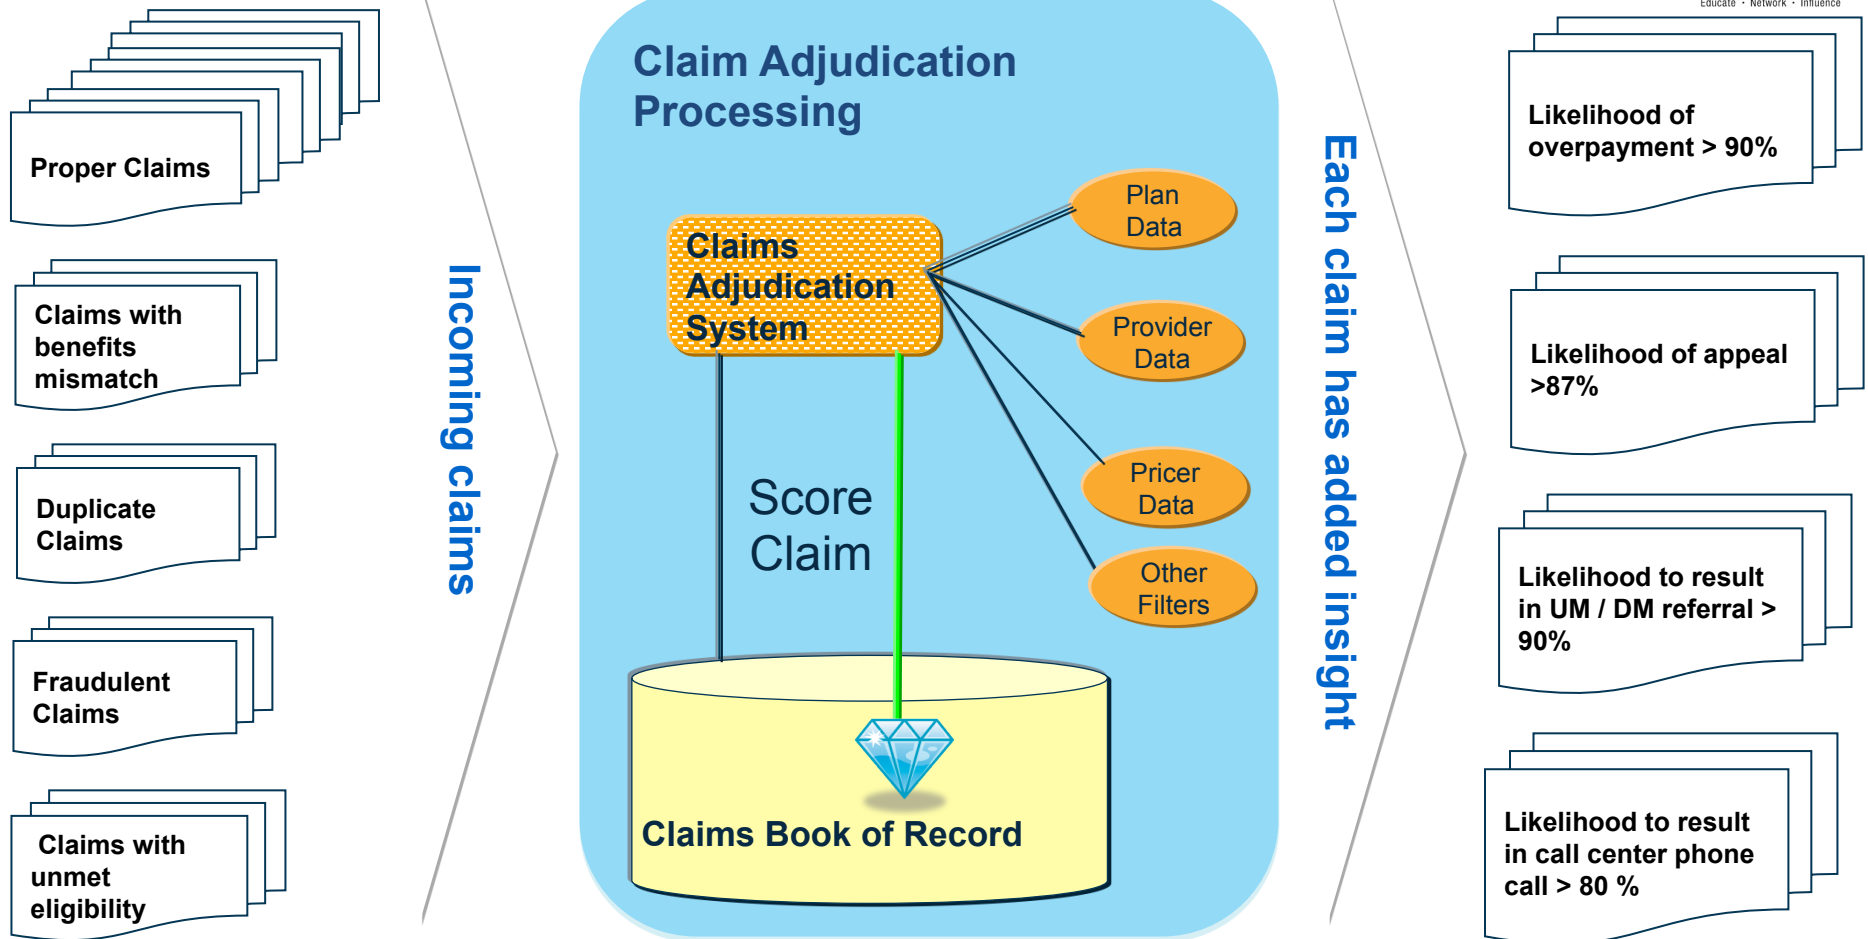 Educate · Network · Influence
Proper Claims
Claims with
benefits
mismatch
Duplicate
Claims
Fraudulent
Claims
Claims with
unmet
eligibility
Incoming claims
Claim Adjudication
Processing
Claims
Adjudication
System
Plan
Data
Provider
Data
Pricer
Data
Other
Filters
Score
Claim
Claims Book of Record
Each claim has added insight
Likelihood of
overpayment > 90%
Likelihood of appeal
>87%
Likelihood to result
in UM / DM referral >
90%
Likelihood to result
in call center phone
call > 80 %